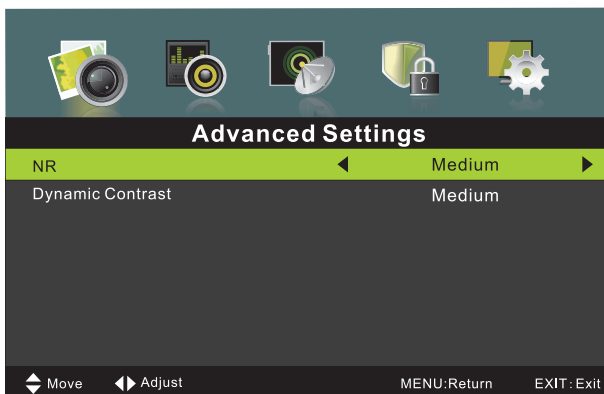 Advanced Settings
NR Medium
Dynamic Contrast Medium
Move Adjust MENU:Return EXIT:Exit